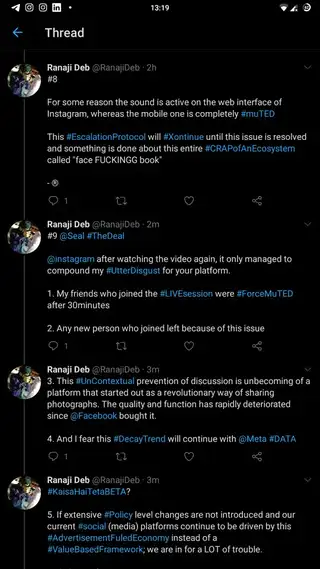 13:19
Thread
Ranaji Deb @RanajiDeb · 2h
#8
For some reason the sound is active on the web interface of
Instagram, whereas the mobile one is completely #muTED
This #EscalationProtocol will #Xontinue until this issue is resolved
and something is done about this entire #CRAPofAnEcosystem
called "face FUCKINGG book"
- ®
1
Ranaji Deb @RanajiDeb · 2m
#9 @Seal #TheDeal
@instagram after watching the video again, it only managed to
compound my #UtterDisgust for your platform.
1. My friends who joined the #LIVEsession were #ForceMuTED
after 30minutes
2. Any new person who joined left because of this issue
1
Ranaji Deb @RanajiDeb · 3m
3. This #UnContextual prevention of discussion is unbecoming of a
platform that started out as a revolutionary way of sharing
photographs. The quality and function has rapidly deteriorated
since @Facebook bought it.
4. And I fear this #DecayTrend will continue with @Meta #DATA
1
Ranaji Deb @RanajiDeb · 3m
#KaisaHaiTetaBETA?
5. If extensive #Policy level changes are not introduced and our
current #social (media) platforms continue to be driven by this
#AdvertisementFuledEconomy instead of a
#ValueBasedFramework; we are in for a LOT of trouble.